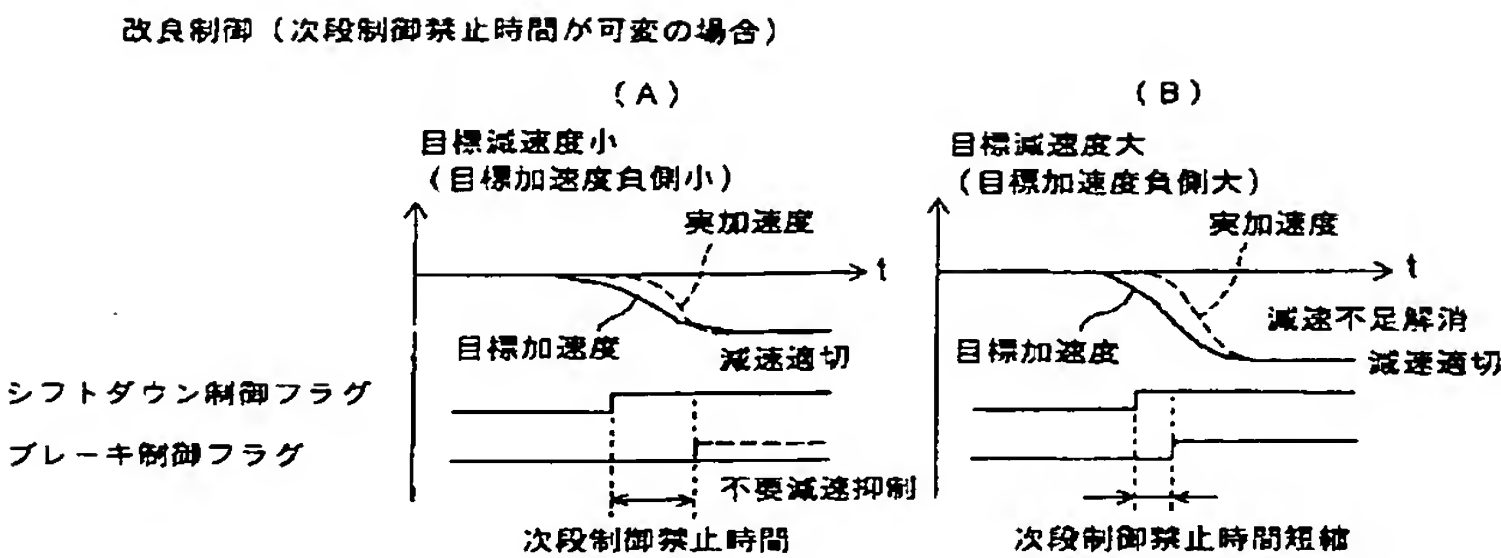 改良制御（次段制御禁止時間が可変の場合）
（A）
目標減速度小
（目標加速度負側小）
実加速度
t
目標加速度
減速適切
（B）
目標減速度大
（目標加速度負側大）
実加速度
t
減速不足解消
目標加速度
減速適切
シフトダウン制御フラグ
ブレーキ制御フラグ
不要減速抑制
次段制御禁止時間
次段制御禁止時間短縮